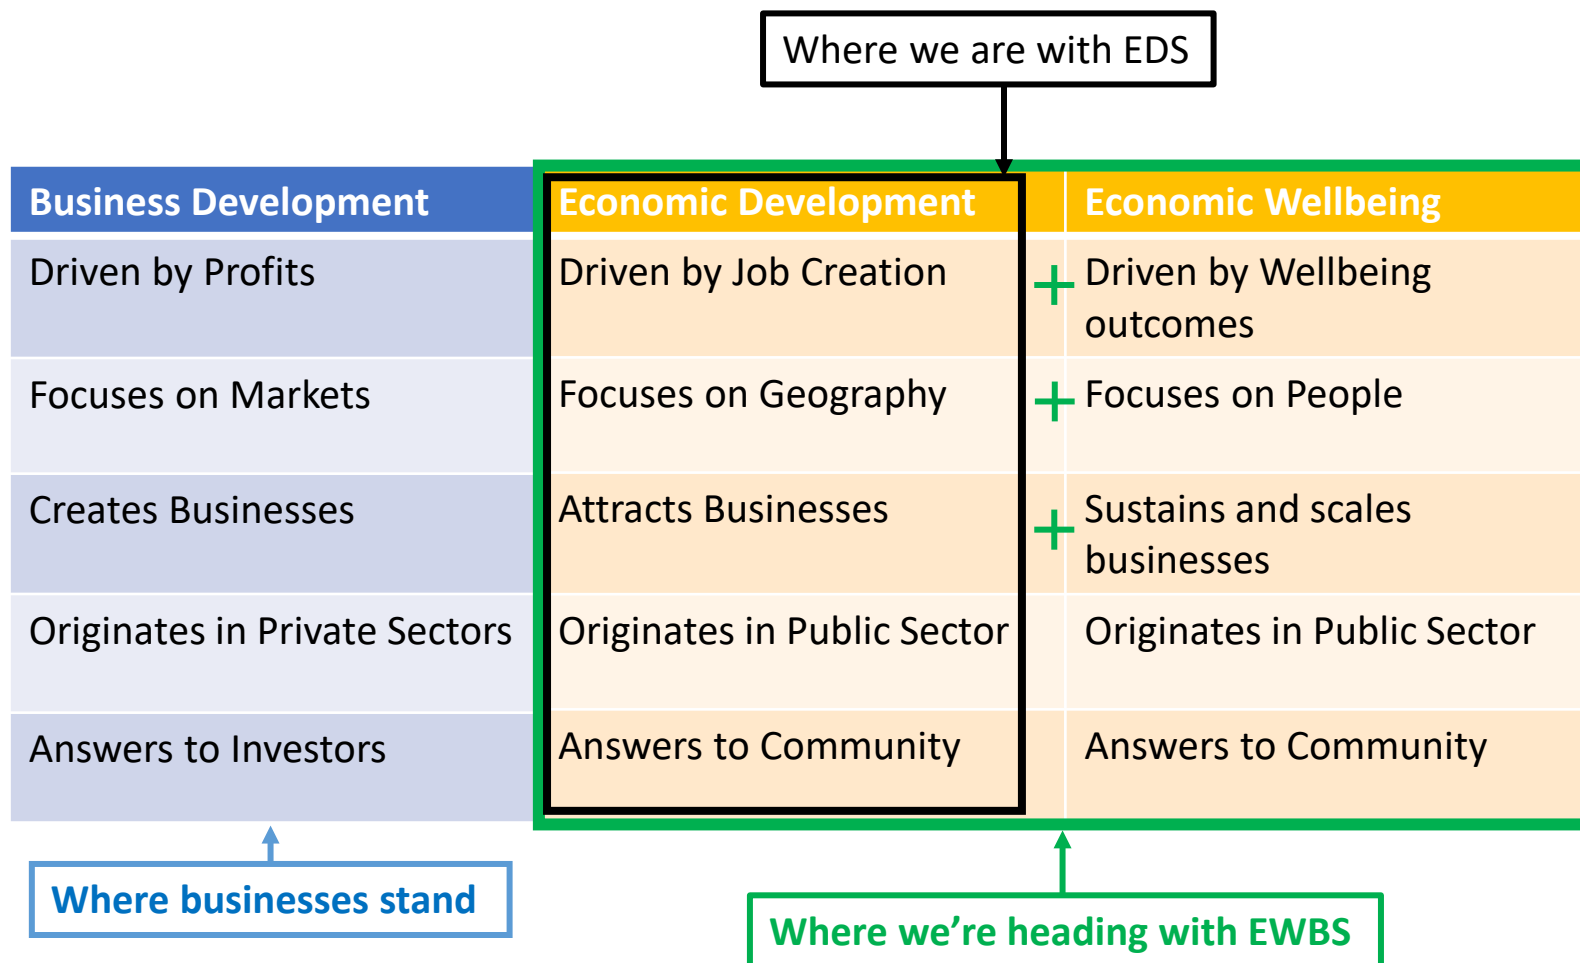 Where we are with EDS
Business Development
Economic Development
Economic Wellbeing
Driven by Profits
Driven by Job Creation
+
Driven by Wellbeing
outcomes
Focuses on Markets
Focuses on Geography
+
Focuses on People
Creates Businesses
Attracts Businesses
+
Sustains and scales
businesses
Originates in Private Sectors
Originates in Public Sector
Originates in Public Sector
Answers to Investors
Answers to Community
Answers to Community
Where businesses stand
Where we’re heading with EWBS